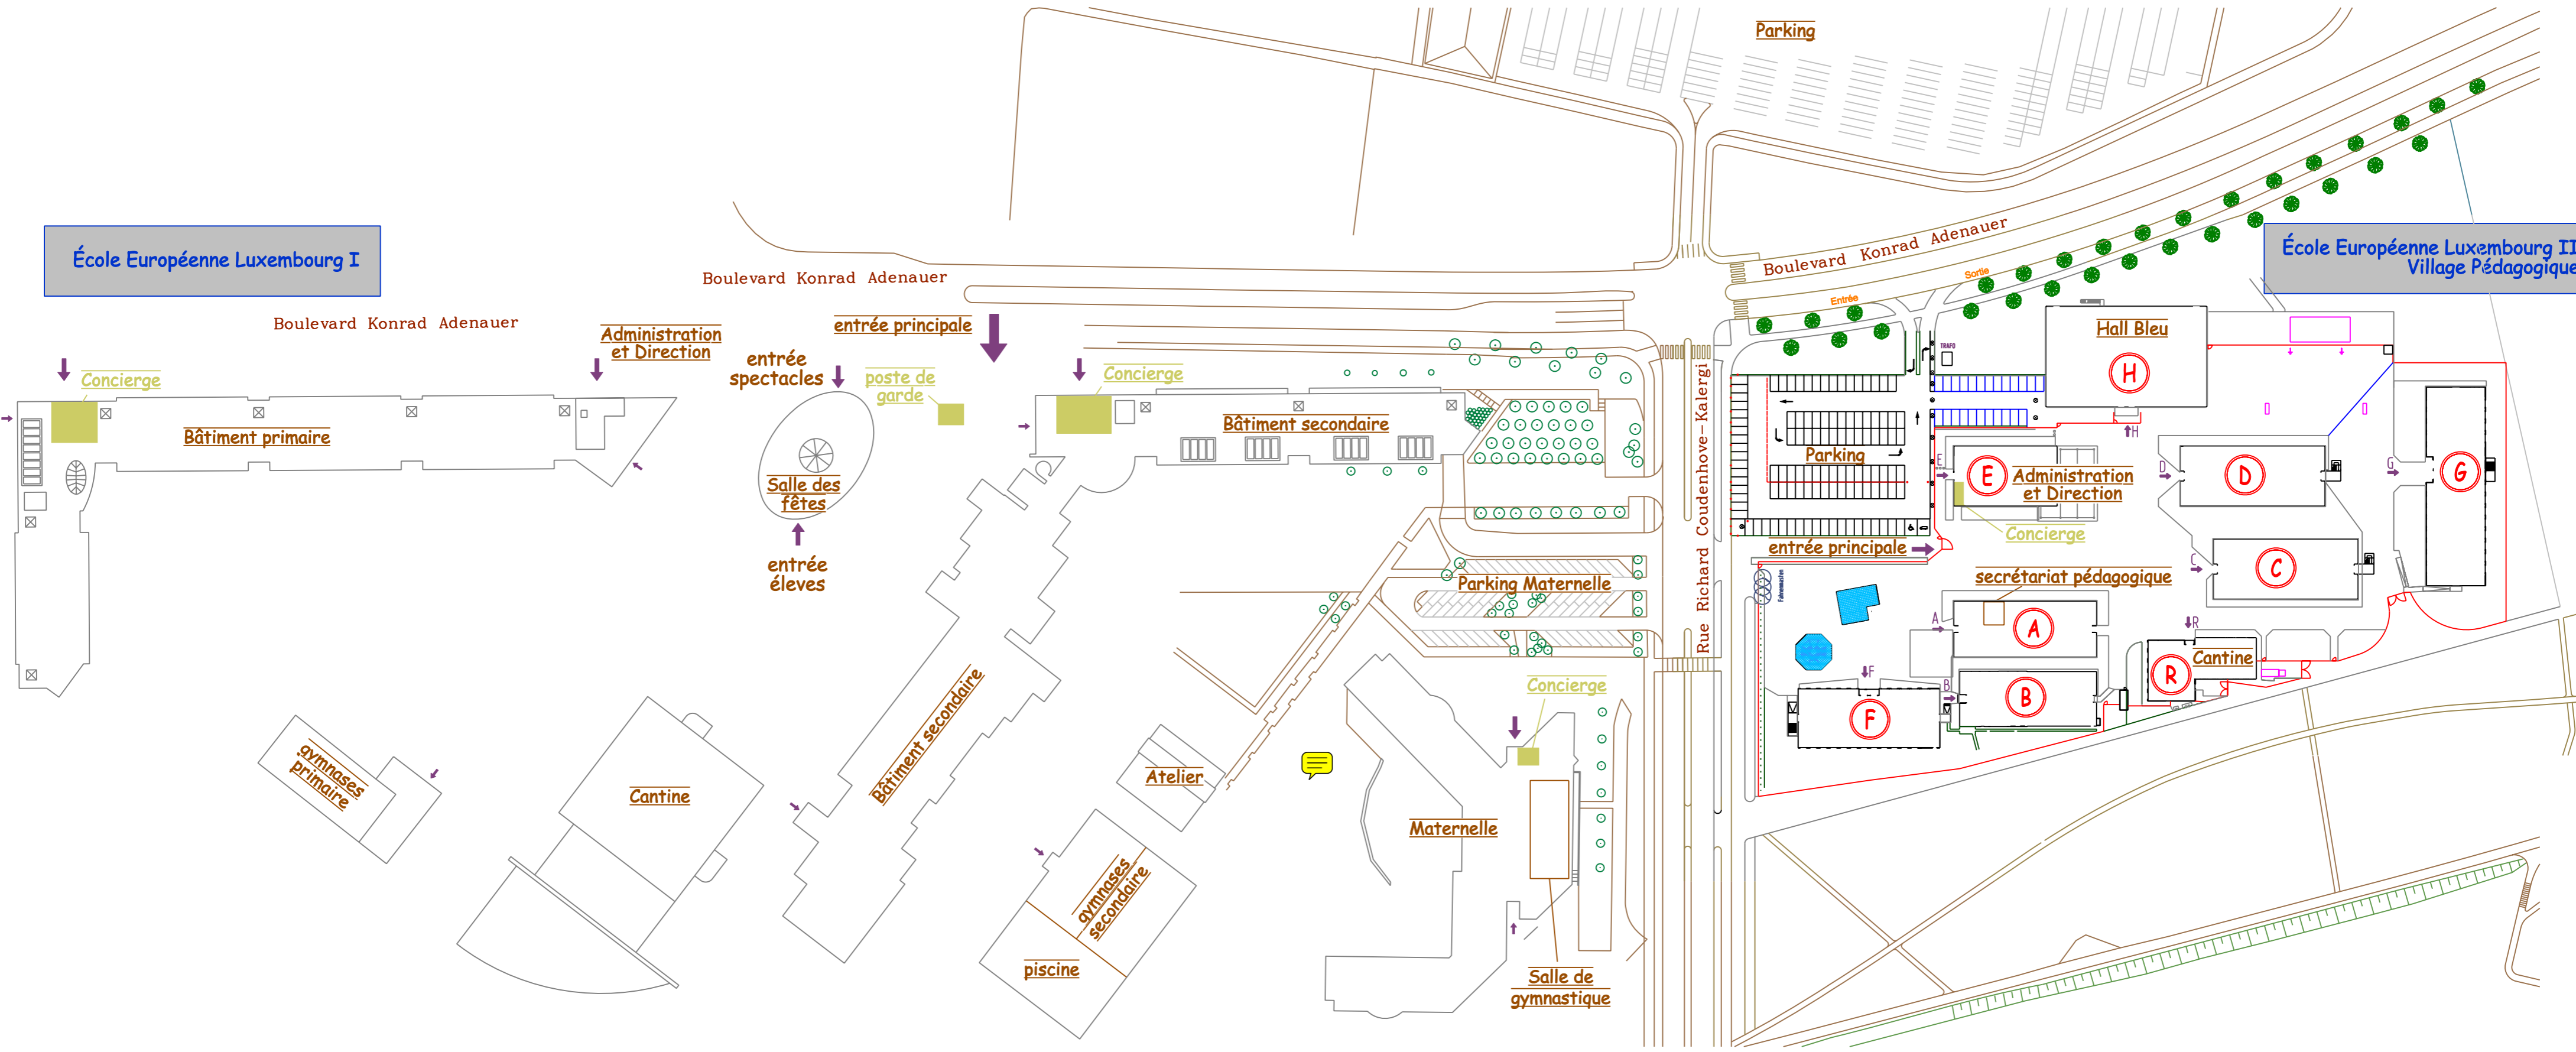 Parking
École Européenne Luxembourg I
École Européenne Luxembourg II
Village Pédagogique
Boulevard Konrad Adenauer
Boulevard Konrad Adenauer
Boulevard Konrad Adenauer
Sortie
Entrée
Administration
et Direction
Concierge
Bâtiment primaire
entrée
spectacles
entrée principale
poste de
garde
Concierge
Salle des
fêtes
entrée
éleves
Bâtiment secondaire
Bâtiment secondaire
gymnases
primaire
Cantine
Atelier
gymnases
secondaire
piscine
Parking Maternelle
Concierge
Maternelle
Salle de
gymnastique
Rue Richard Coudenhove-Kalergi
Parking
TRAFO
Hall Bleu
H
H
E
E
Administration
et Direction
Concierge
D
D
G
G
C
C
entrée principale
Fahnenmasten
secrétariat pédagogique
A
A
B
B
F
F
R
R
Cantine